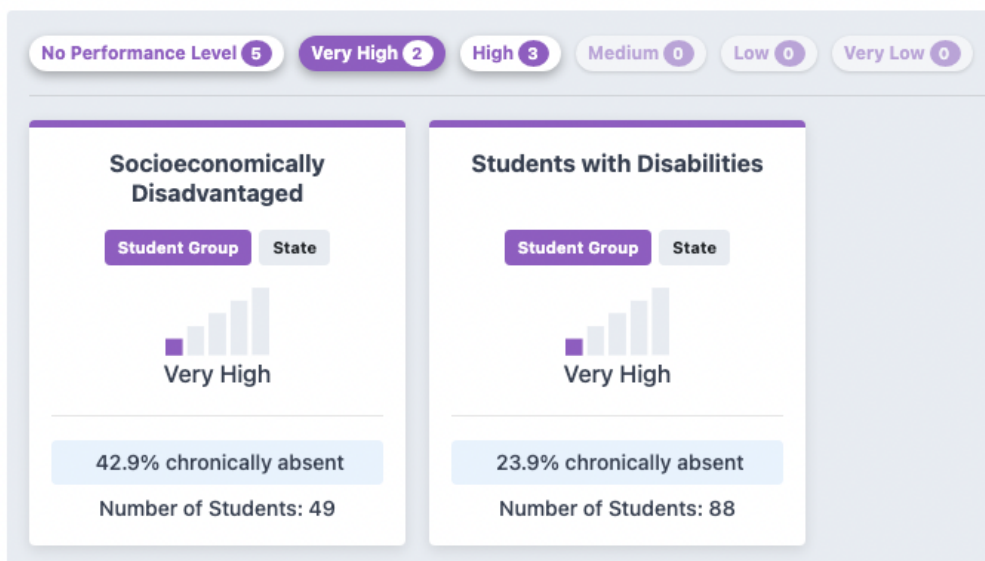 No Performance Level 5 Very High 2 High 3 Medium 0 Low 0 Very Low 0
Socioeconomically
Disadvantaged
Student Group State
Very High
42.9% chronically absent
Number of Students: 49
Students with Disabilities
Student Group State
Very High
23.9% chronically absent
Number of Students: 88